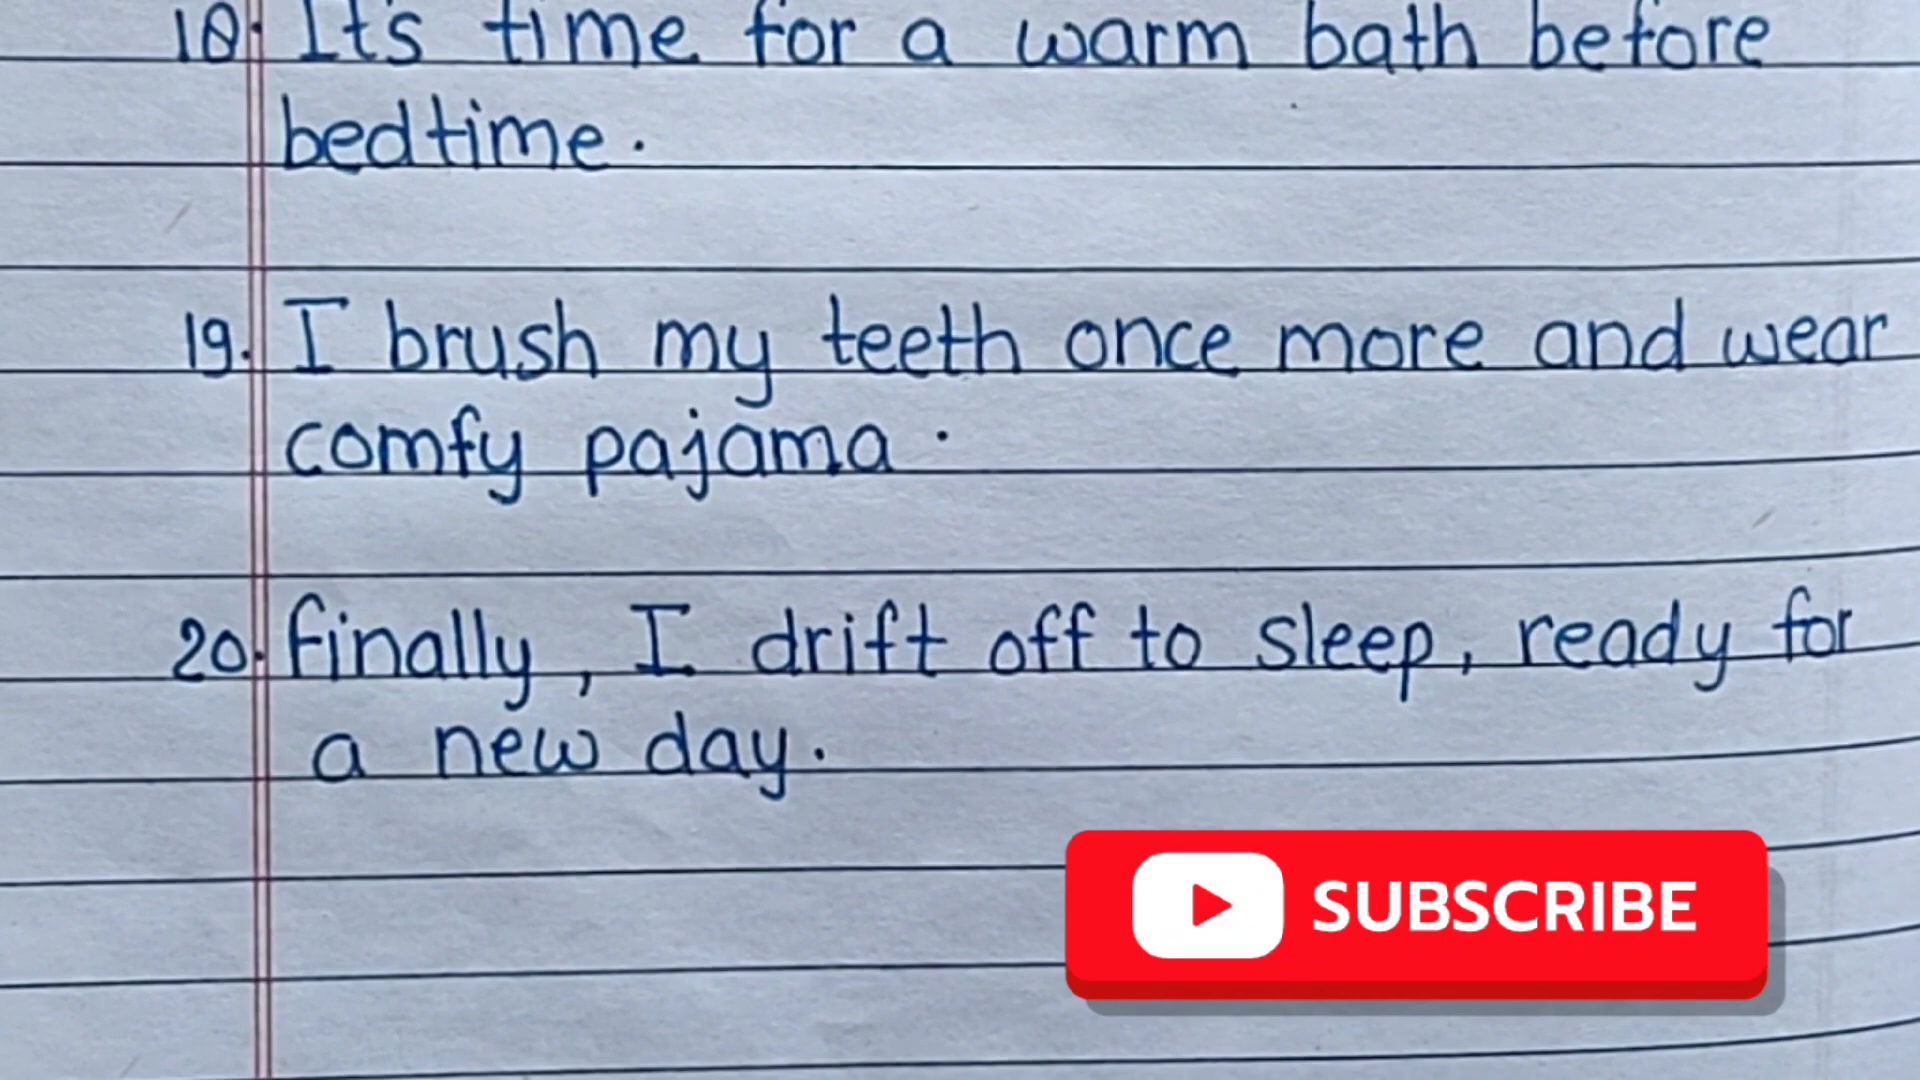 18. It's time for a warm bath before
bedtime.
19. I brush my teeth once more and wear
comfy pajama.
20. finally, I drift off to sleep, ready for
a new day.
SUBSCRIBE